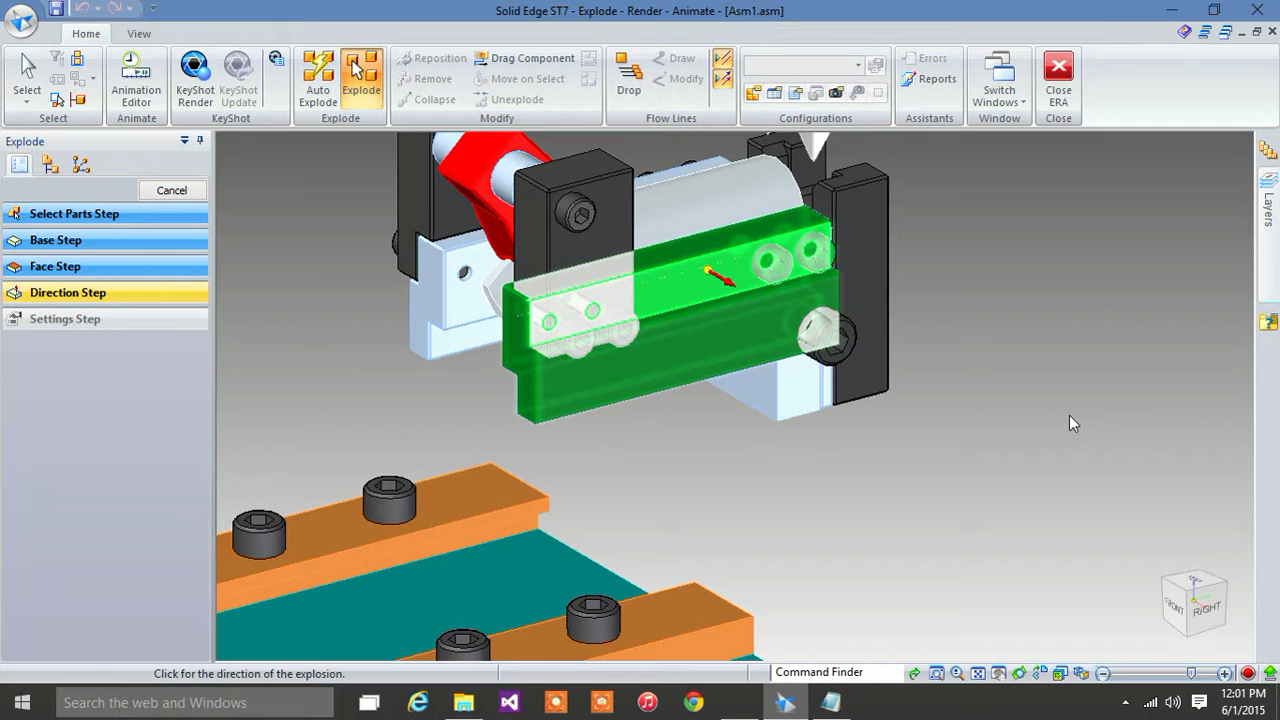 Solid Edge ST7 - Explode - Render - Animate - [Asm1.asm]
Home
View
Select
Animation Editor
KeyShot Render
KeyShot Update
Auto Explode
Explode
Reposition
Remove
Collapse
Drag Component
Move on Select
Unexplode
Drop
Draw
Modify
Errors
Reports
Switch Windows
Close ERA
Select
Animate
KeyShot
Explode
Modify
Flow Lines
Configurations
Assistants
Window
Close
Explode
Cancel
Select Parts Step
Base Step
Face Step
Direction Step
Settings Step
Layers
FRONT
RIGHT
Click for the direction of the explosion.
Command Finder
Search the web and Windows
12:01 PM
6/1/2015